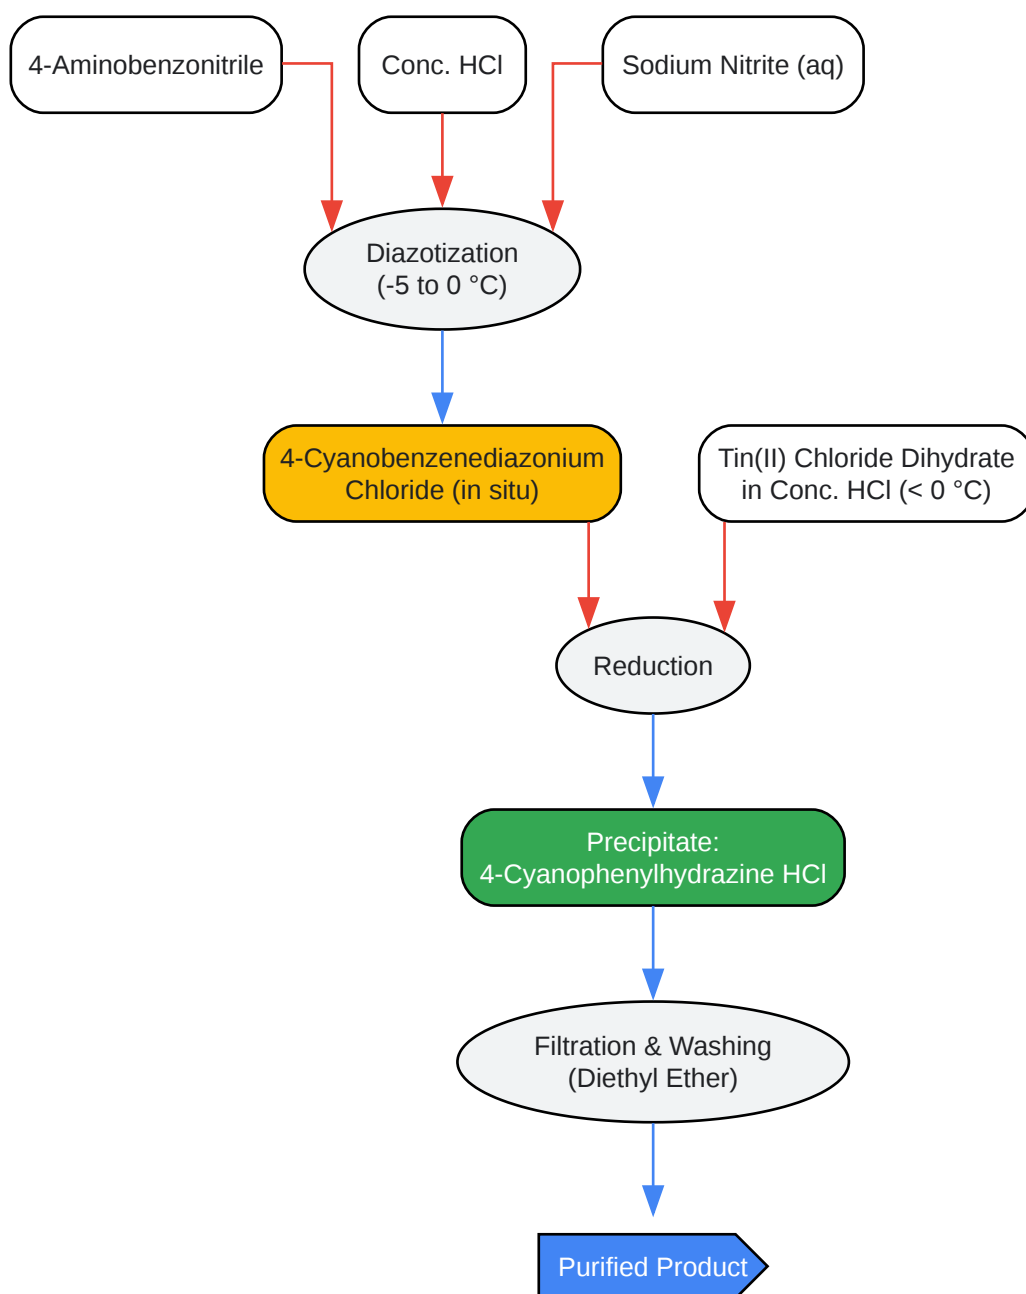 4-Aminobenzonitrile
Conc. HCl
Sodium Nitrite (aq)
Diazotization
(-5 to 0 °C)
4-Cyanobenzenediazonium
Chloride (in situ)
Tin(II) Chloride Dihydrate
in Conc. HCl (< 0 °C)
Reduction
Precipitate:
4-Cyanophenylhydrazine HCl
Filtration & Washing
(Diethyl Ether)
Purified Product